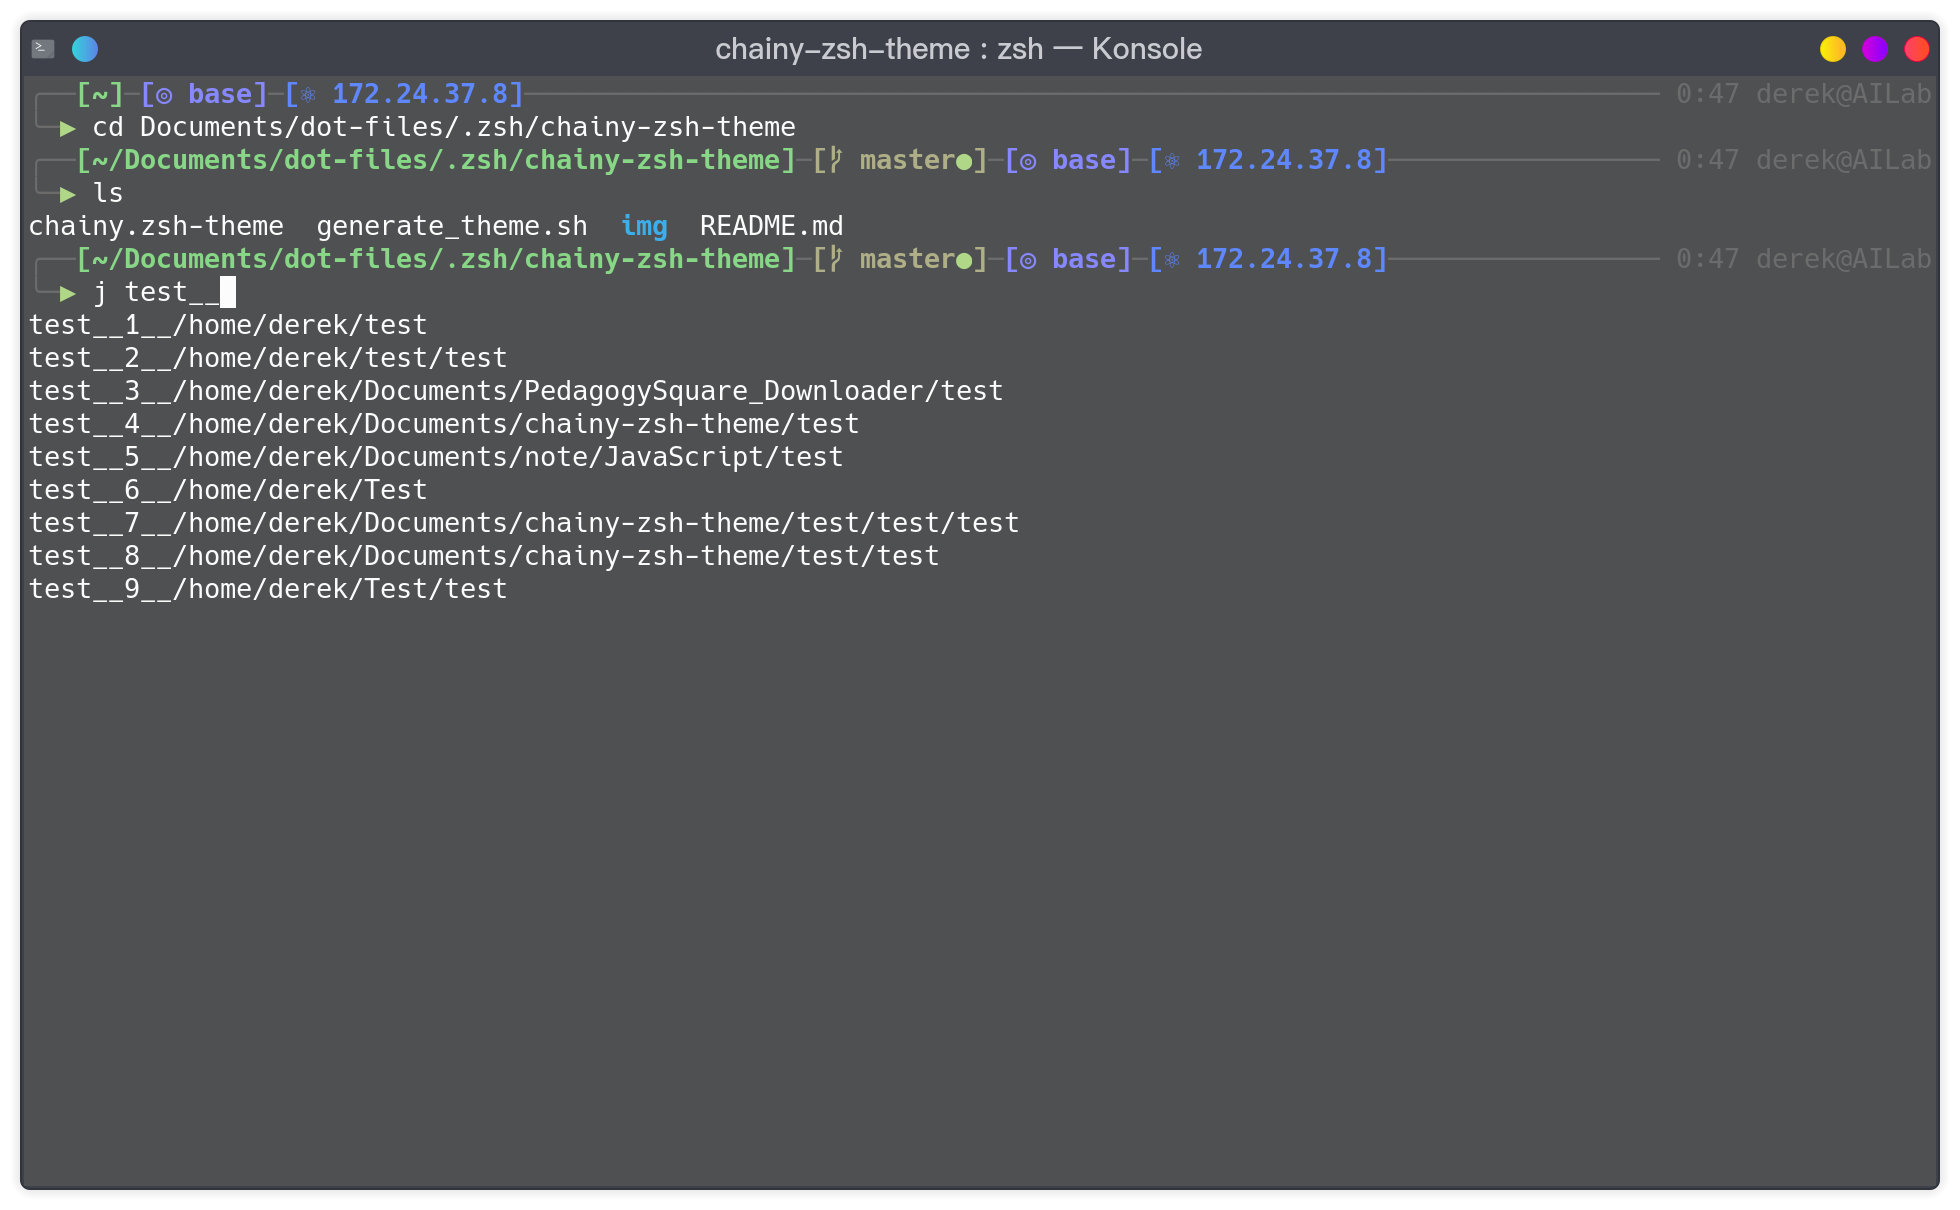 chainy–zsh–theme : zsh — Konsole
[~]─[◎ base]─[⚛ 172.24.37.8] 0:47 derek@AILab
▶ cd Documents/dot-files/.zsh/chainy-zsh-theme
[~/Documents/dot-files/.zsh/chainy-zsh-theme]─[ master●]─[◎ base]─[⚛ 172.24.37.8] 0:47 derek@AILab
▶ ls
chainy.zsh-theme  generate_theme.sh  img  README.md
[~/Documents/dot-files/.zsh/chainy-zsh-theme]─[ master●]─[◎ base]─[⚛ 172.24.37.8] 0:47 derek@AILab
▶ j test__
test__1__/home/derek/test
test__2__/home/derek/test/test
test__3__/home/derek/Documents/PedagogySquare_Downloader/test
test__4__/home/derek/Documents/chainy-zsh-theme/test
test__5__/home/derek/Documents/note/JavaScript/test
test__6__/home/derek/Test
test__7__/home/derek/Documents/chainy-zsh-theme/test/test/test
test__8__/home/derek/Documents/chainy-zsh-theme/test/test
test__9__/home/derek/Test/test